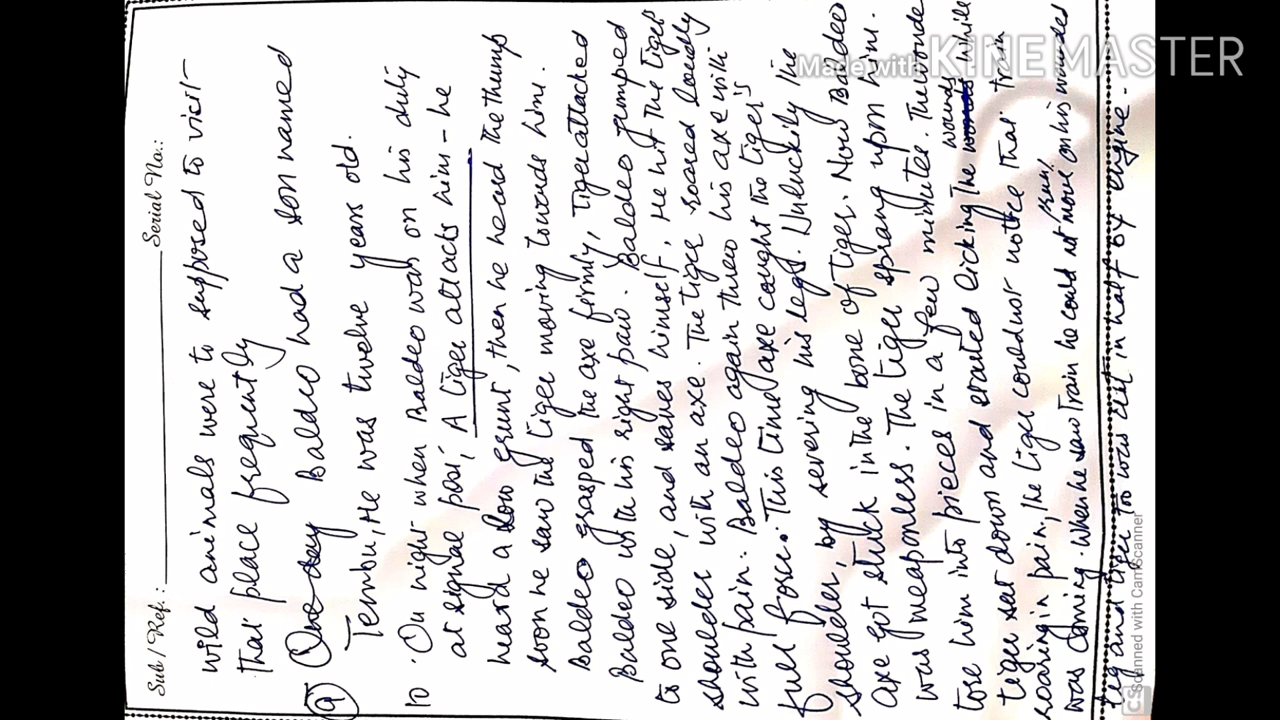 Sub / Ref.: Serial No.:
wild animals were to supposed to visit
that place frequently
9) One day Baldeo had a son named
Tembu, He was twelve years old.
10 . On night when Baldeo was on his duty
at signal post, A tiger attacts him - he
heard a slow grunt, then he heard the thump
soon he saw the tiger moving towards him.
Baldeo grasped the axe firmly, Tiger attacked
Baldeo with his right paw. Baldeo jumped
to one side, and saves himself, He hit the tiger
shoulder with an axe. The tiger roared loudly
with pain. Baldeo again threw his axe with
full force. This time axe caught the tiger's
shoulder, by severing his legs. Unluckily the
axe got stuck in the bone of tiger. Now Baldeo
was weaponless. The tiger sprang upon him.
tose him into pieces in a few minutes. The wounde
tiger sat down and started licking the wounds while
roaring in pain, the tiger could not notice that train
was coming. When he saw train he could not run move on his wounded
leg and tiger too was cut in half by engine.
Made with KINEMASTER
CS Scanned with CamScanner